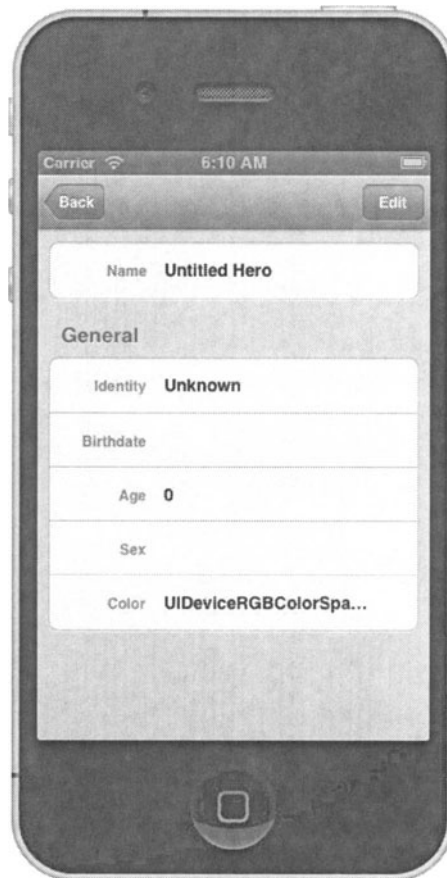 Carrier 6:10 AM
Back Edit
Name Untitled Hero
General
Identity Unknown
Birthdate
Age 0
Sex
Color UIDeviceRGBColorSpa...